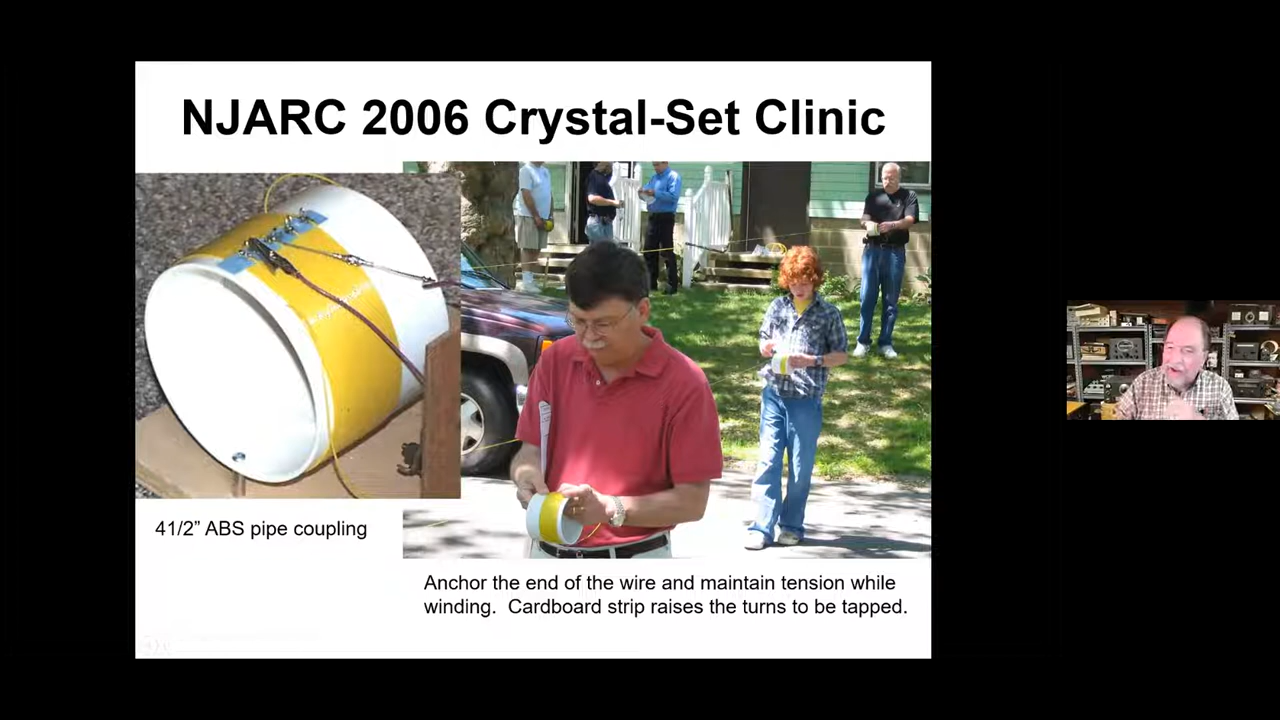 NJARC 2006 Crystal-Set Clinic
41/2” ABS pipe coupling
Anchor the end of the wire and maintain tension while
winding. Cardboard strip raises the turns to be tapped.